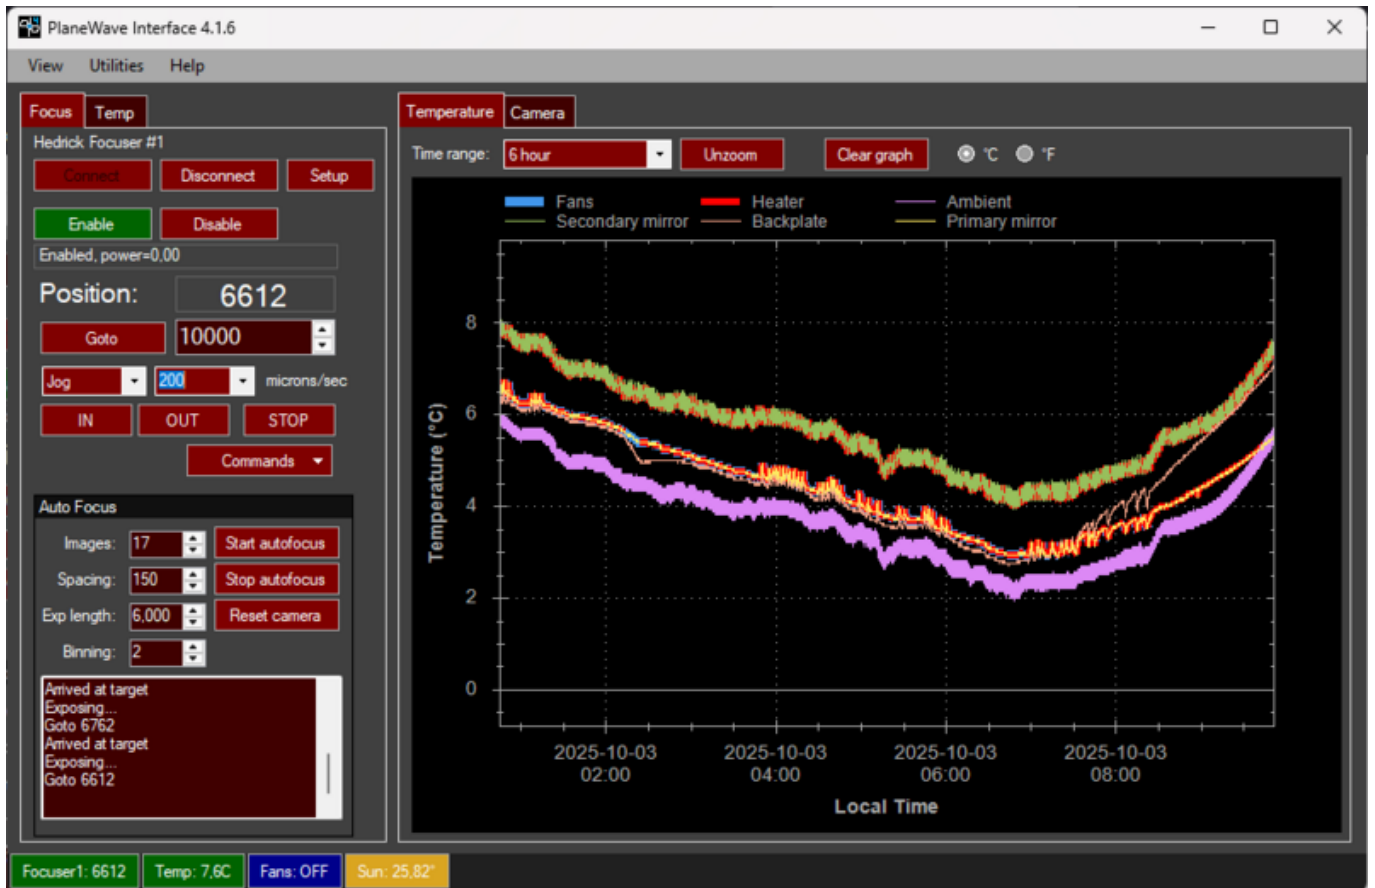 PlaneWave Interface 4.1.6
View Utilities Help
Focus Temp
Hedrick Focuser #1
Connect Disconnect Setup
Enable Disable
Enabled, power=0,00
Position: 6612
Goto 10000
Jog 200 microns/sec
IN OUT STOP
Commands
Auto Focus
Images: 17 Start autofocus
Spacing: 150 Stop autofocus
Exp length: 6,000 Reset camera
Binning: 2
Arrived at target
Exposing...
Goto 6762
Arrived at target
Exposing...
Goto 6612
Temperature Camera
Time range: 6 hour Unzoom Clear graph °C °F
Fans Heater Ambient
Secondary mirror Backplate Primary mirror
Temperature (°C)
8
6
4
2
0
2025-10-03 2025-10-03 2025-10-03 2025-10-03
02:00 04:00 06:00 08:00
Local Time
Focuser1: 6612 Temp: 7,6C Fans: OFF Sun: 25,82°